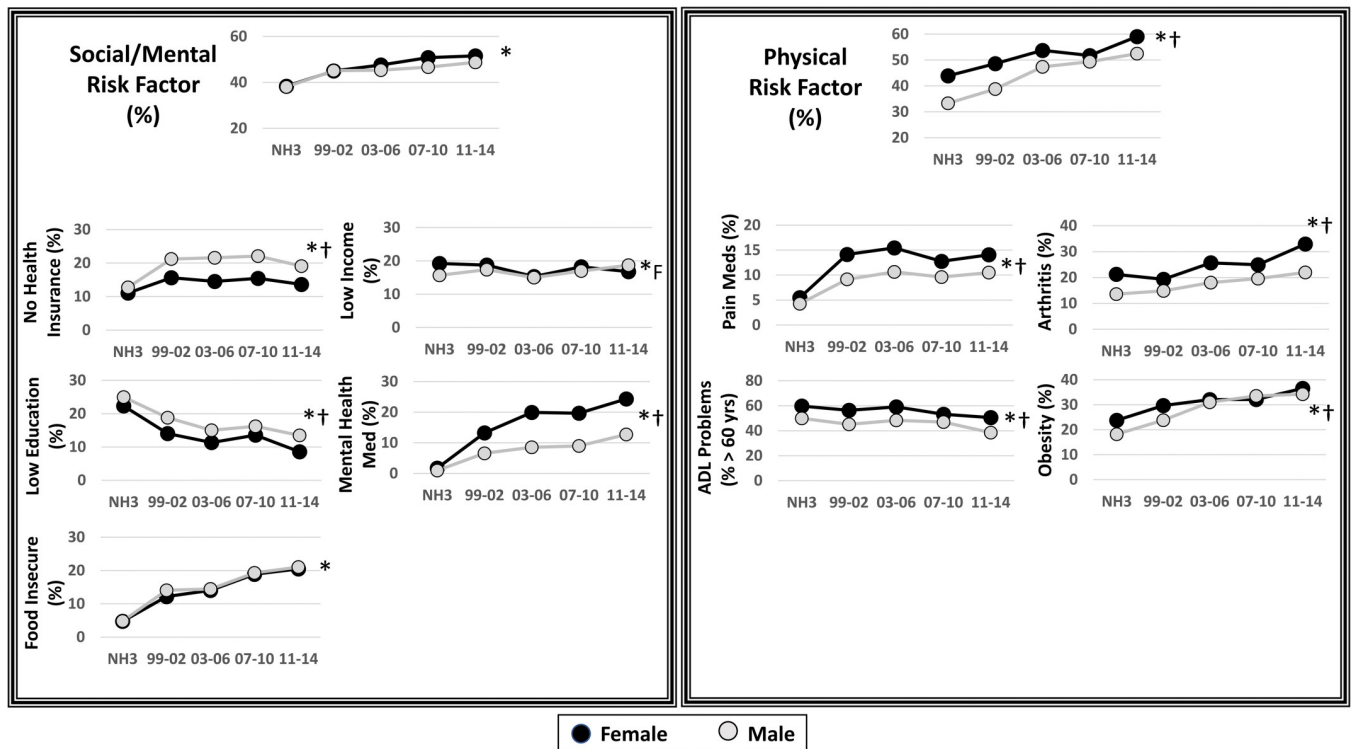 Social/Mental
Risk Factor
(%)
60
40
20
NH3 99-02 03-06 07-10 11-14
*
No Health
Insurance (%)
30
20
10
0
NH3 99-02 03-06 07-10 11-14
*†
Low Income
(%)
30
20
10
0
NH3 99-02 03-06 07-10 11-14
*F
Low Education
(%)
30
20
10
0
NH3 99-02 03-06 07-10 11-14
*†
Mental Health
Med (%)
30
20
10
0
NH3 99-02 03-06 07-10 11-14
*†
Food Insecure
(%)
30
20
10
0
NH3 99-02 03-06 07-10 11-14
*
Physical
Risk Factor
(%)
60
50
40
30
20
NH3 99-02 03-06 07-10 11-14
*†
Pain Meds (%)
20
15
10
5
0
NH3 99-02 03-06 07-10 11-14
*†
Arthritis (%)
40
30
20
10
0
NH3 99-02 03-06 07-10 11-14
*†
ADL Problems
(% > 60 yrs)
80
60
40
20
0
NH3 99-02 03-06 07-10 11-14
*†
Obesity (%)
40
30
20
10
0
NH3 99-02 03-06 07-10 11-14
*†
Female Male